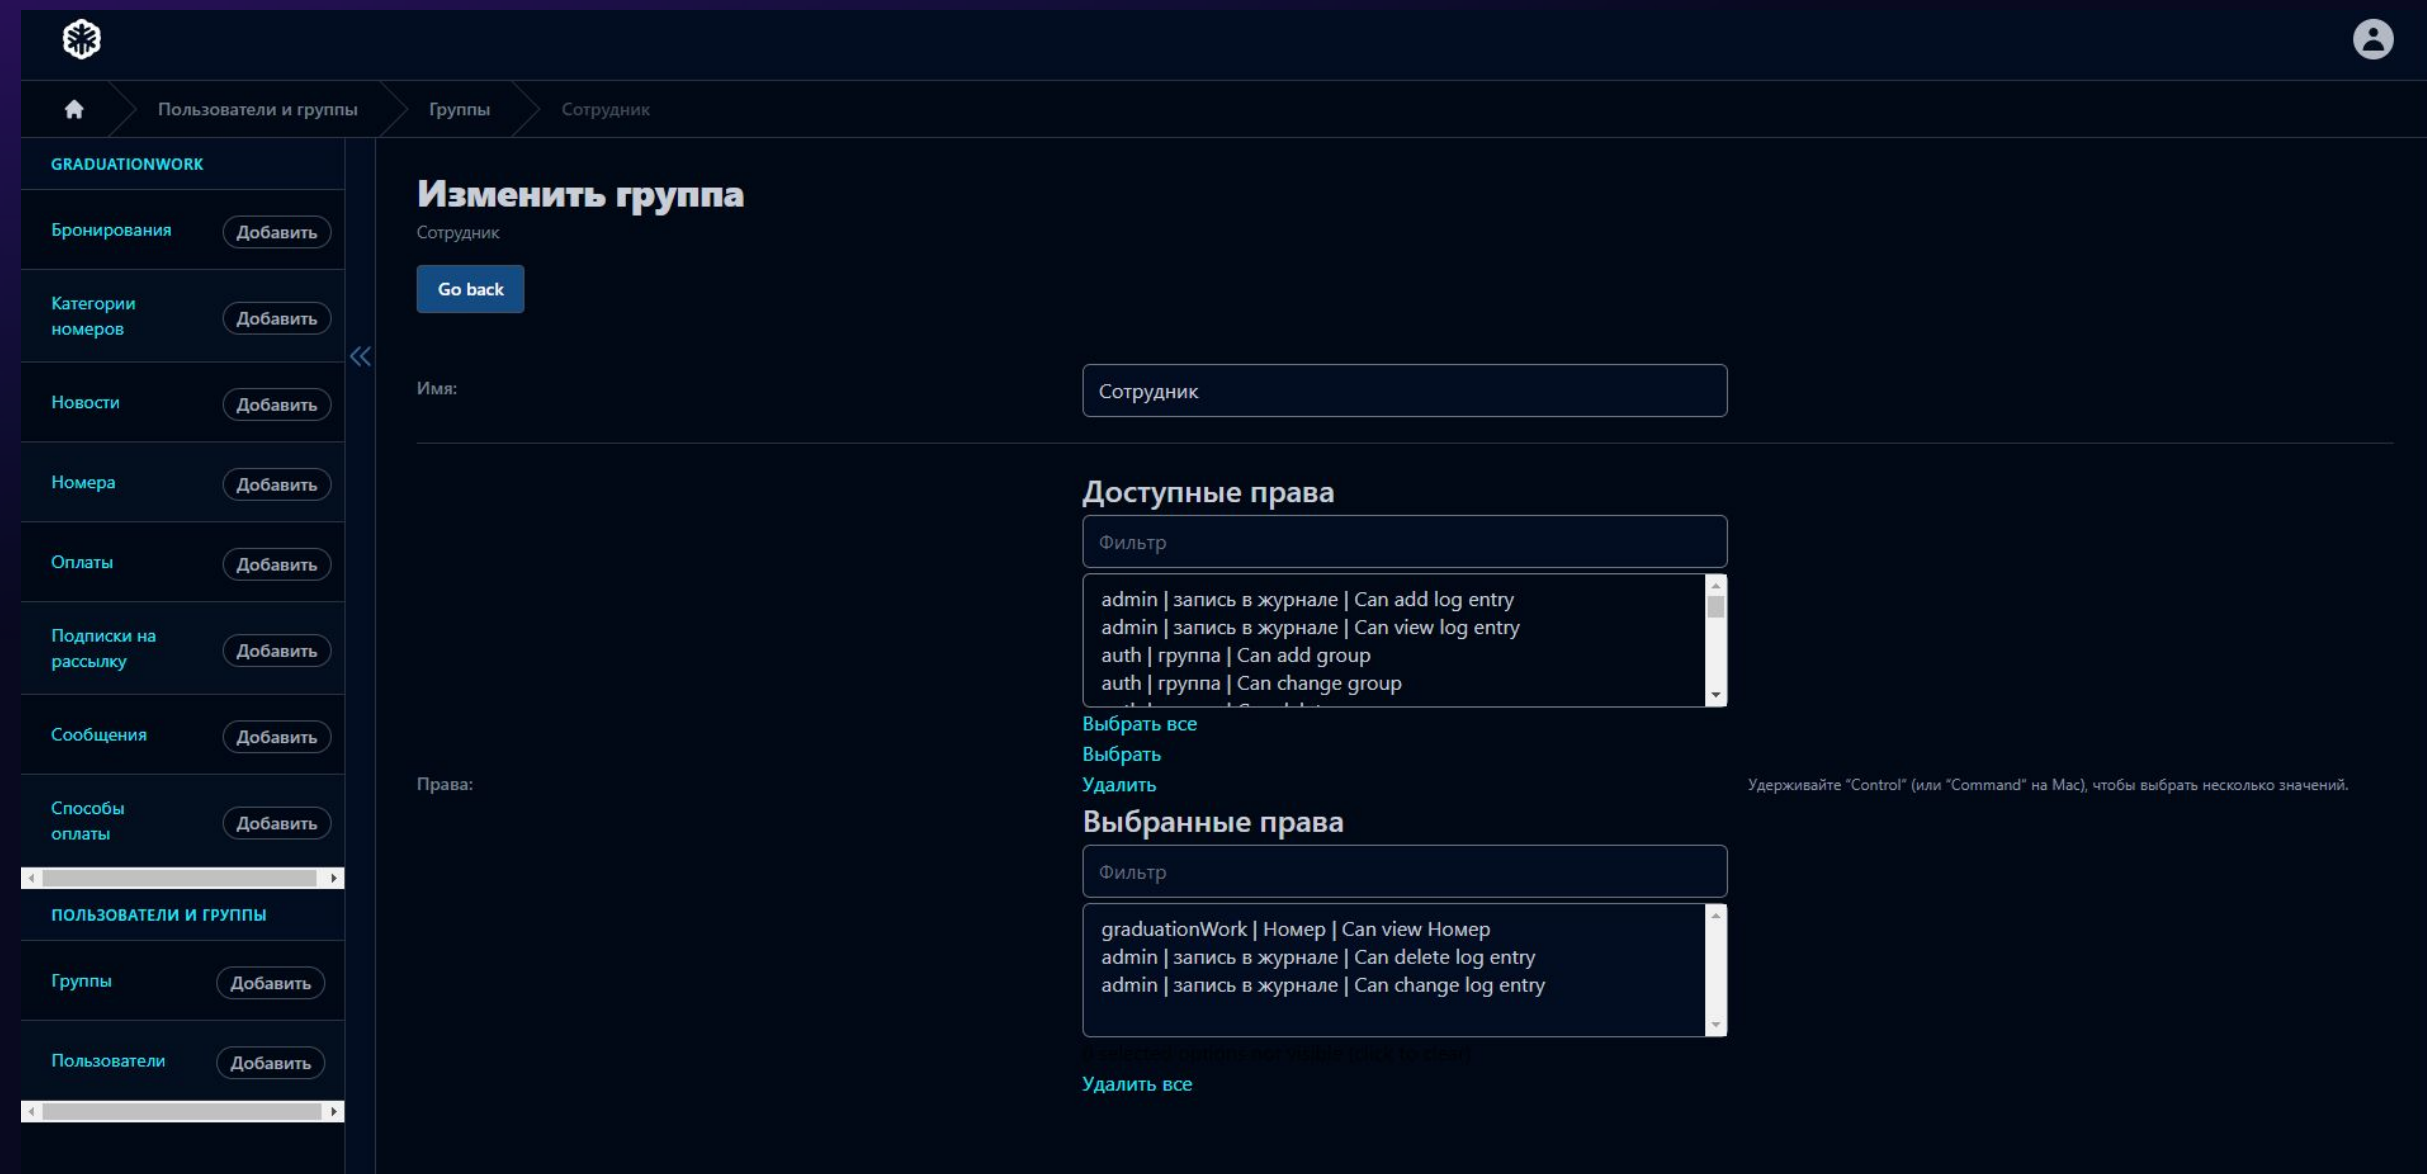 Пользователи и группы
Группы
Сотрудник
GRADUATIONWORK
Бронирования
Добавить
Категории
номеров
Добавить
Новости
Добавить
Номера
Добавить
Оплаты
Добавить
Подписки на
рассылку
Добавить
Сообщения
Добавить
Способы
оплаты
Добавить
ПОЛЬЗОВАТЕЛИ И ГРУППЫ
Группы
Добавить
Пользователи
Добавить
Изменить группа
Сотрудник
Go back
Имя:
Сотрудник
Права:
Доступные права
Фильтр
admin | запись в журнале | Can add log entry
admin | запись в журнале | Can view log entry
auth | группа | Can add group
auth | группа | Can change group
Выбрать все
Выбрать
Удалить
Выбранные права
Фильтр
graduationWork | Номер | Can view Номер
admin | запись в журнале | Can delete log entry
admin | запись в журнале | Can change log entry
Удалить все
Удерживайте “Control” (или “Command” на Mac), чтобы выбрать несколько значений.